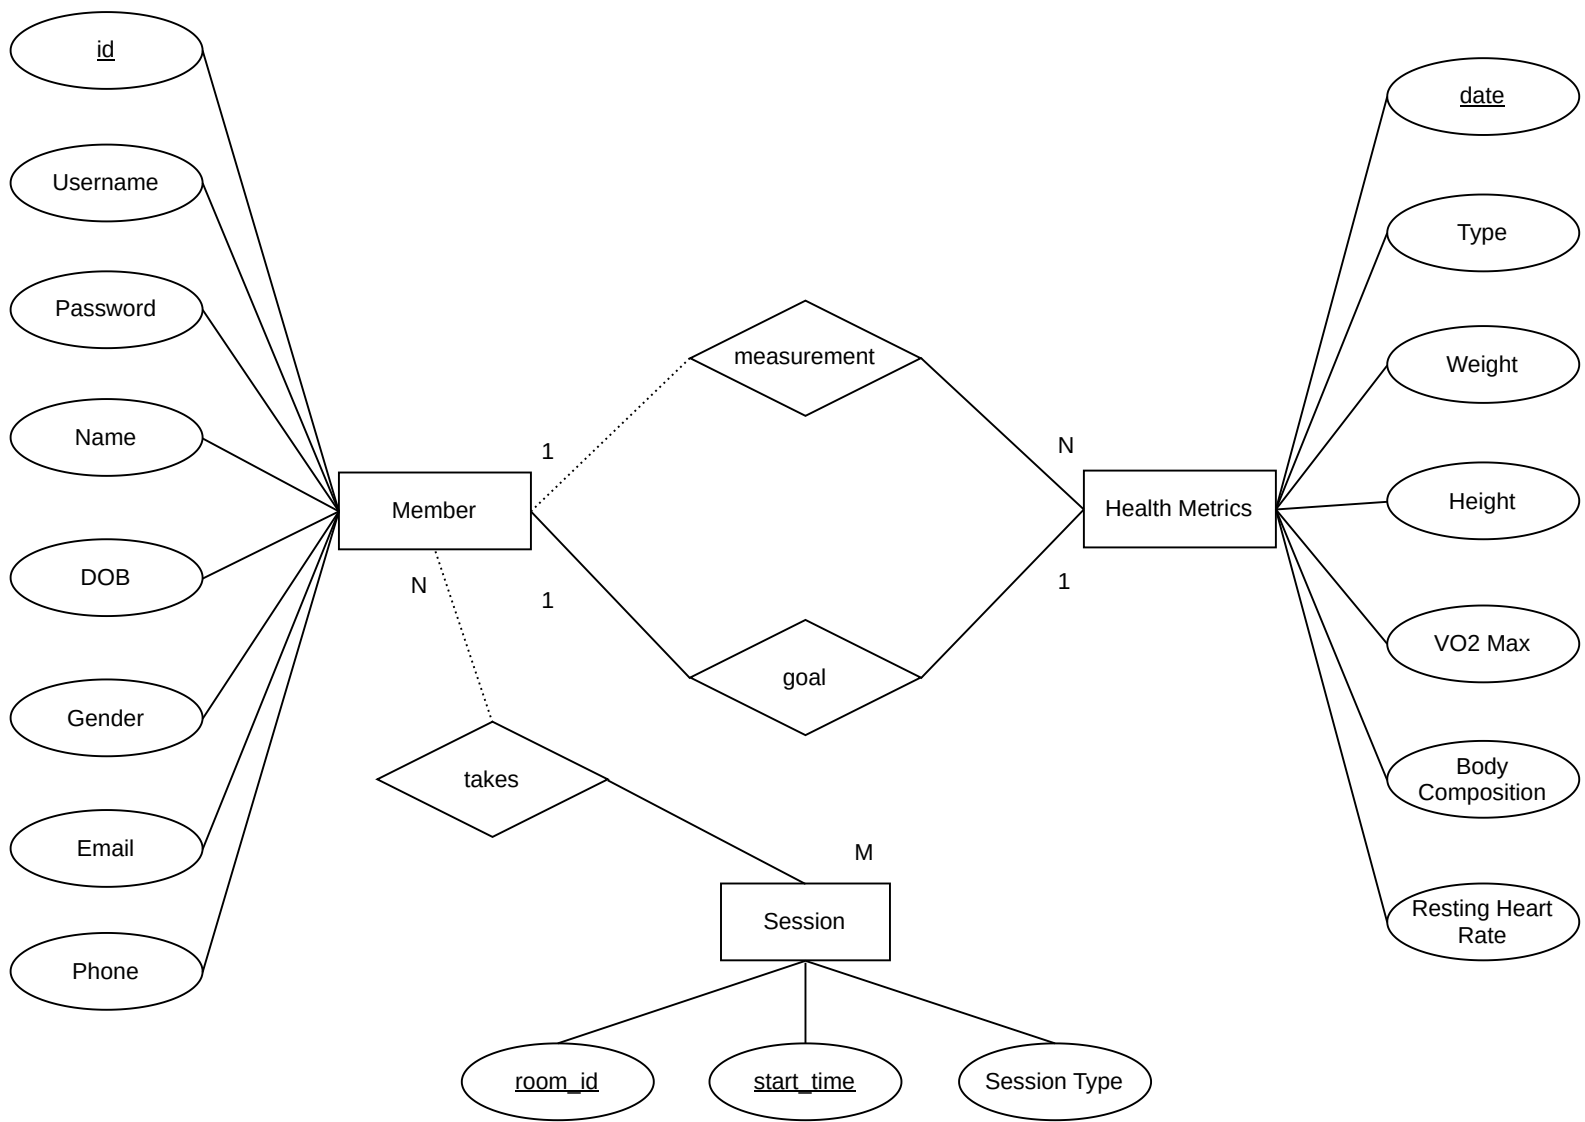 id
Username
Password
Name
DOB
Gender
Email
Phone
Member
1
1
N
measurement
goal
takes
N
1
M
Health Metrics
Session
room_id
start_time
Session Type
date
Type
Weight
Height
VO2 Max
Body
Composition
Resting Heart
Rate